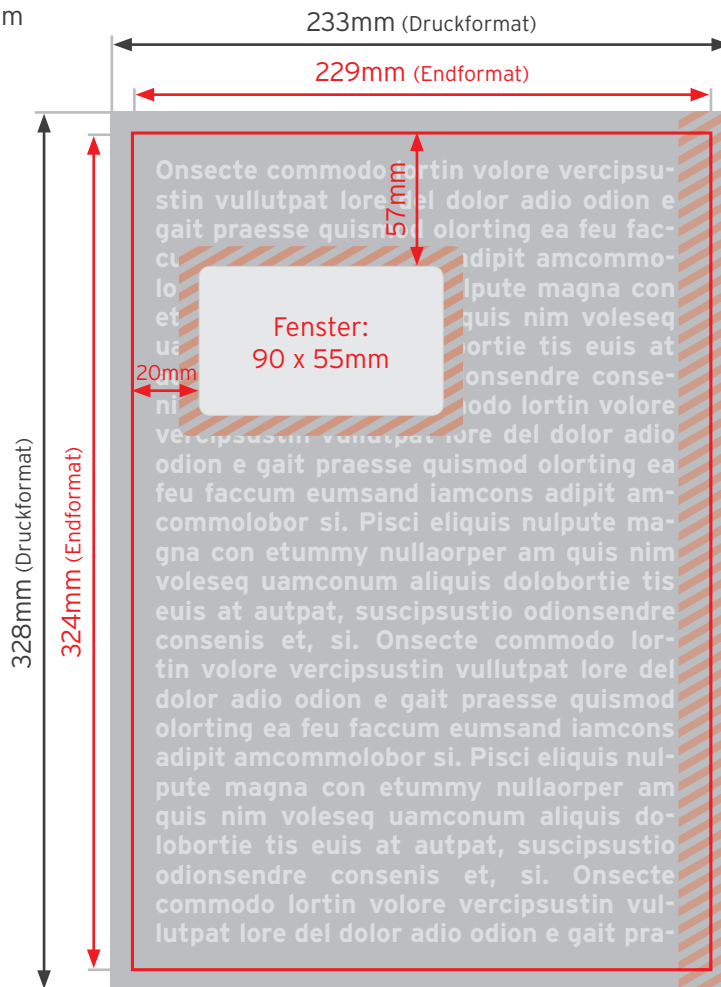 m
233mm (Druckformat)
229mm (Endformat)
57mm
Onsecte commodo lortin volore vercipsu-
stin vullutpat lore del dolor adio odion e
gait praesse quismod olorting ea feu fac-
cu adipit amcommo-
lo lpute magna con
et quis nim voleseq
ua ortie tis euis at
onsendre conse-
ni odo lortin volore
vercipsustin vullutpat lore del dolor adio
odion e gait praesse quismod olorting ea
feu faccum eumsand iamcons adipit am-
commolobor si. Pisci eliquis nulpute ma-
gna con etummy nullaorper am quis nim
voleseq uamconum aliquis dolobortie tis
euis at autpat, suscipsustio odionsendre
consenis et, si. Onsecte commodo lor-
tin volore vercipsustin vullutpat lore del
dolor adio odion e gait praesse quismod
olorting ea feu faccum eumsand iamcons
adipit amcommolobor si. Pisci eliquis nul-
pute magna con etummy nullaorper am
quis nim voleseq uamconum aliquis do-
lobortie tis euis at autpat, suscipsustio
odionsendre consenis et, si. Onsecte
commodo lortin volore vercipsustin vul-
lutpat lore del dolor adio odion e gait pra-
Fenster:
90 x 55mm
20mm
328mm (Druckformat)
324mm (Endformat)